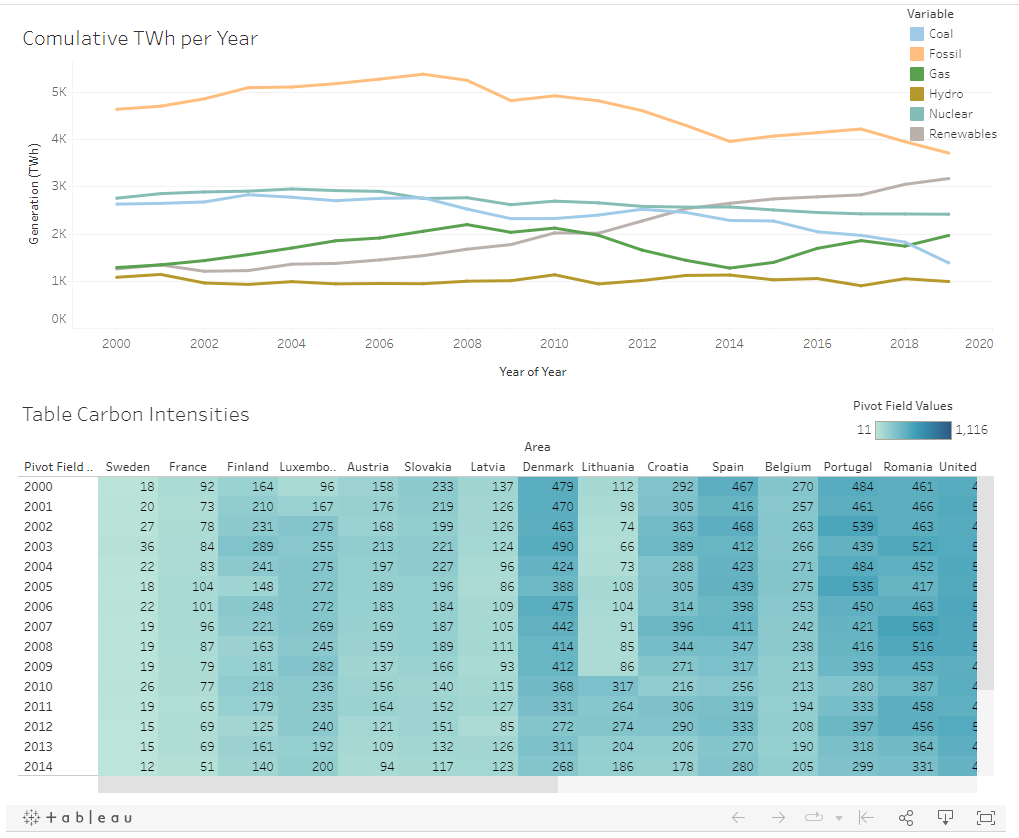 Variable
Comulative TWh per Year
Coal
Fossil
Gas
Hydro
Nuclear
Renewables
5K
4K
3K
2K
1K
0K
Generation (TWh)
2000 2002 2004 2006 2008 2010 2012 2014 2016 2018 2020
Year of Year
Table Carbon Intensities
Pivot Field Values
11 1,116
Area
Pivot Field .. Sweden France Finland Luxembo.. Austria Slovakia Latvia Denmark Lithuania Croatia Spain Belgium Portugal Romania United
2000 18 92 164 96 158 233 137 479 112 292 467 270 484 461 4
2001 20 73 210 167 176 219 126 470 98 305 416 257 461 466 5
2002 27 78 231 275 168 199 126 463 74 363 468 263 539 463 4
2003 36 84 289 255 213 221 124 490 66 389 412 266 439 521 5
2004 22 83 241 275 197 227 96 424 73 288 423 271 484 452 5
2005 18 104 148 272 189 196 86 388 108 305 439 275 535 417 5
2006 22 101 248 272 183 184 109 475 104 314 398 253 450 463 5
2007 19 96 221 269 169 187 105 442 91 396 411 242 421 563 5
2008 19 87 163 245 159 189 111 414 85 344 347 238 416 516 5
2009 19 79 181 282 137 166 93 412 86 271 317 213 393 453 4
2010 26 77 218 236 156 140 115 368 317 216 256 213 280 387 4
2011 19 65 179 235 164 152 127 331 264 306 319 194 333 458 4
2012 15 69 125 240 121 151 85 272 274 290 333 208 397 456 5
2013 15 69 161 192 109 132 126 311 204 206 270 190 318 364 4
2014 12 51 140 200 94 117 123 268 186 178 280 205 299 331 4
+ a b | e a u